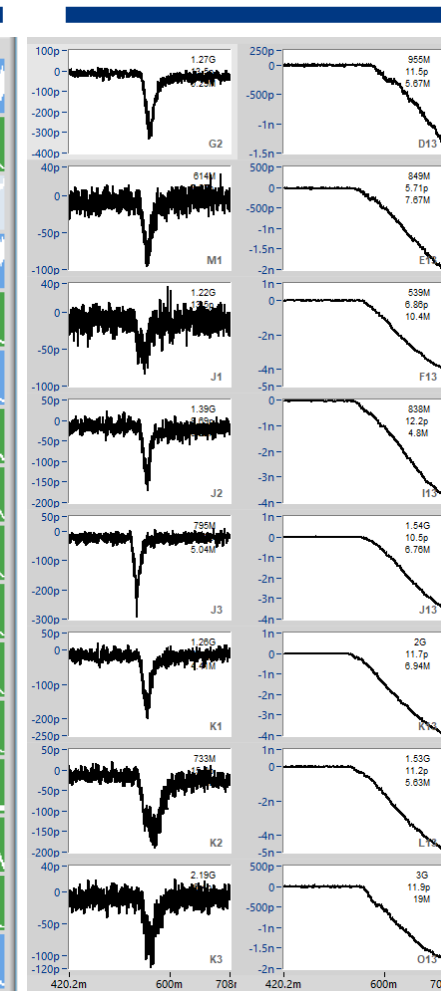 100p
0
-100p
-200p
-300p
-400p
1.27G
G2
250p
0
-500p
-1n
-1.5n
955M
11.5p
5.67M
D13
40p
0
-50p
-100p
614M
M1
500p
0
-500p
-1n
-1.5n
-2n
849M
5.71p
7.67M
E13
40p
0
-50p
-100p
1.22G
J1
1n
0
-2n
-4n
-5n
539M
6.86p
10.4M
F13
50p
0
-50p
-100p
-150p
-200p
1.39G
J2
0
-1n
-2n
-3n
-4n
838M
12.2p
4.8M
I13
50p
0
-100p
-200p
-300p
795M
5.04M
J3
1n
0
-1n
-2n
-3n
-4n
1.54G
10.5p
6.76M
J13
50p
0
-100p
-200p
-250p
1.26G
K1
1n
0
-1n
-2n
-3n
-4n
2G
11.7p
6.94M
K13
50p
0
-50p
-100p
-150p
-200p
733M
K2
1n
0
-2n
-4n
-5n
1.53G
11.2p
5.63M
L13
40p
0
-50p
-100p
-120p
2.19G
K3
500p
0
-500p
-1n
-1.5n
-2n
3G
11.9p
19M
O13
420.2m
600m
420.2m
600m